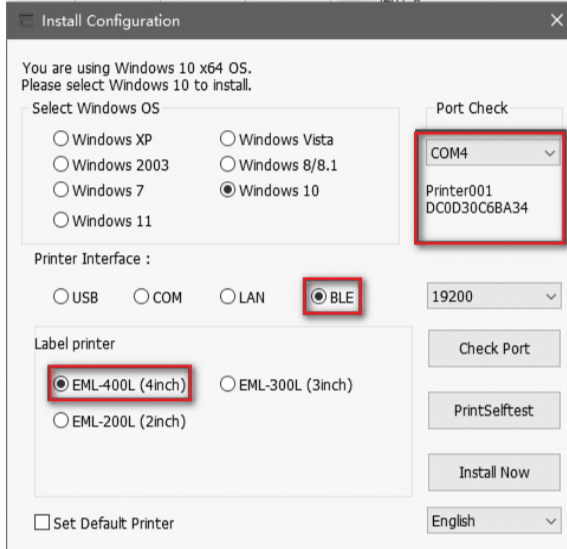 Install Configuration
You are using Windows 10 x64 OS.
Please select Windows 10 to install.
Select Windows OS
Port Check
Windows XP
Windows Vista
COM4
Windows 2003
Windows 8/8.1
Windows 7
Windows 10
Printer001
DC0D30C6BA34
Windows 11
Printer Interface :
USB
COM
LAN
BLE
19200
Label printer
Check Port
EML-400L (4inch)
EML-300L (3inch)
EML-200L (2inch)
PrintSelftest
Install Now
Set Default Printer
English